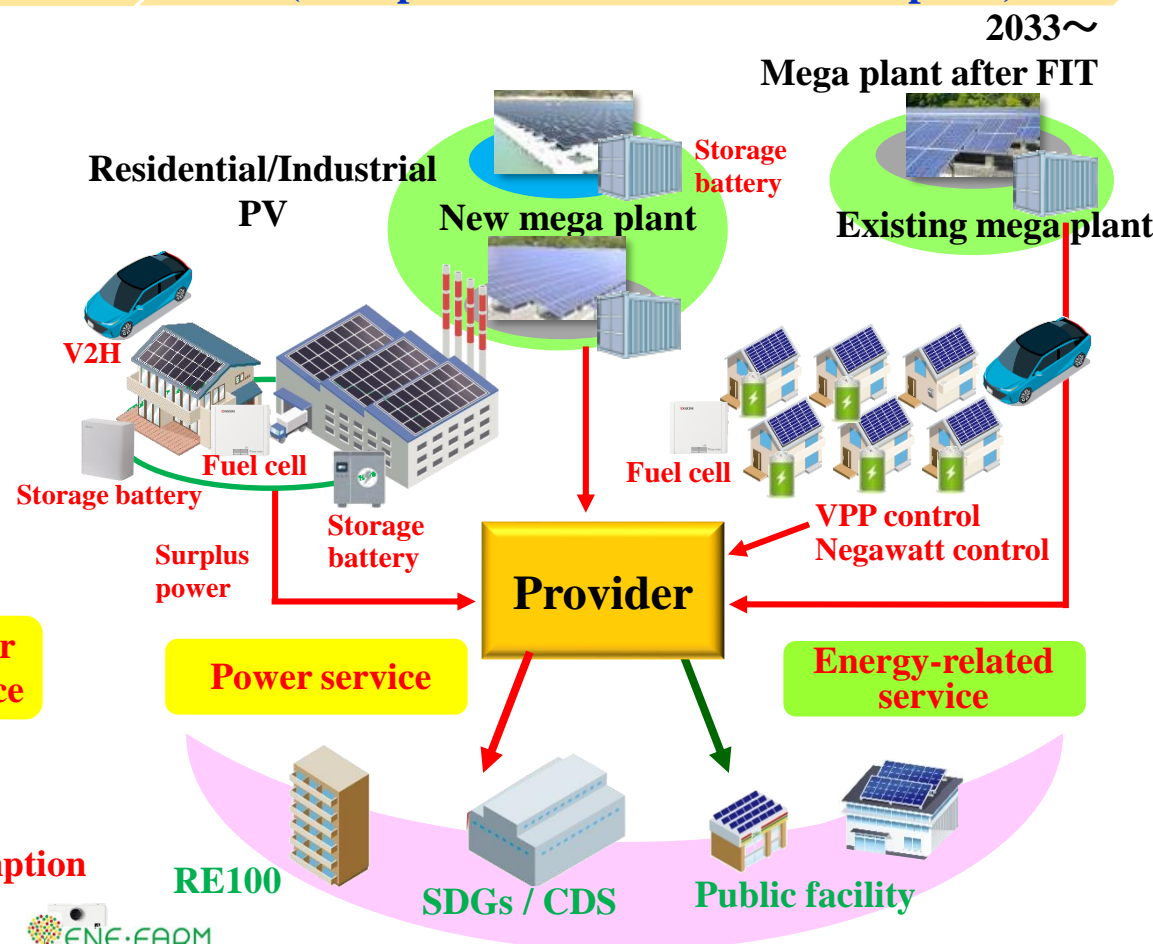 2033～
Mega plant after FIT
Residential/Industrial
PV
Storage
battery
New mega plant
Existing mega plant
V2H
Fuel cell
Storage battery
Storage
battery
Fuel cell
VPP control
Negawatt control
Surplus
power
Provider
Power service
Energy-related
service
RE100
SDGs / CDS
Public facility
ENE·FARM